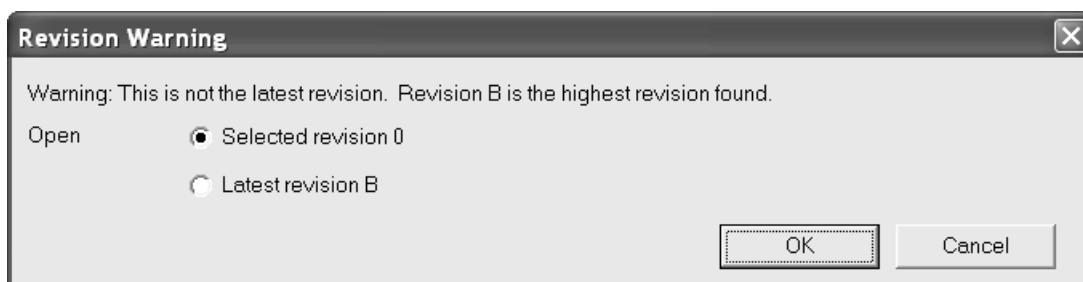 Revision Warning
Warning: This is not the latest revision. Revision B is the highest revision found.
Open Selected revision 0
Latest revision B
OK Cancel